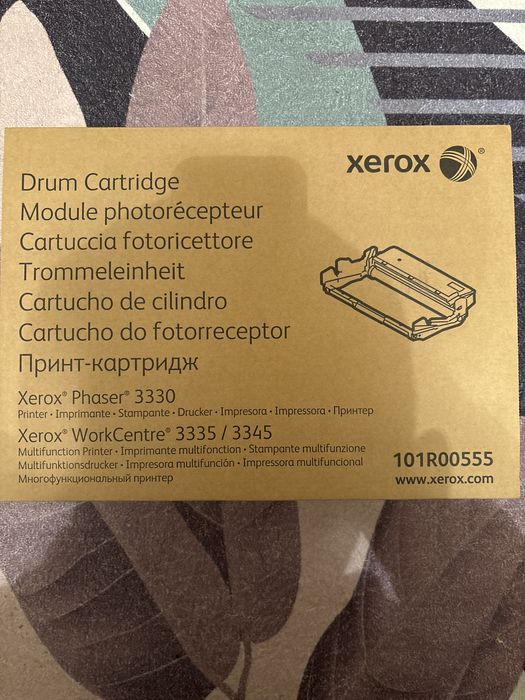 xerox ®
Drum Cartridge
Module photorécepteur
Cartuccia fotoricettore
Trommeleinheit
Cartucho de cilindro
Cartucho do fotorreceptor
Принт-картридж
Xerox® Phaser® 3330
Printer • Imprimante • Stampante • Drucker • Impresora • Impressora • Принтер
Xerox® WorkCentre® 3335 / 3345
Multifunction Printer • Imprimante multifonction • Stampante multifunzione
Multifunktionsdrucker • Impresora multifunción • Impressora multifuncional
Многофункциональный принтер
101R00555
www.xerox.com